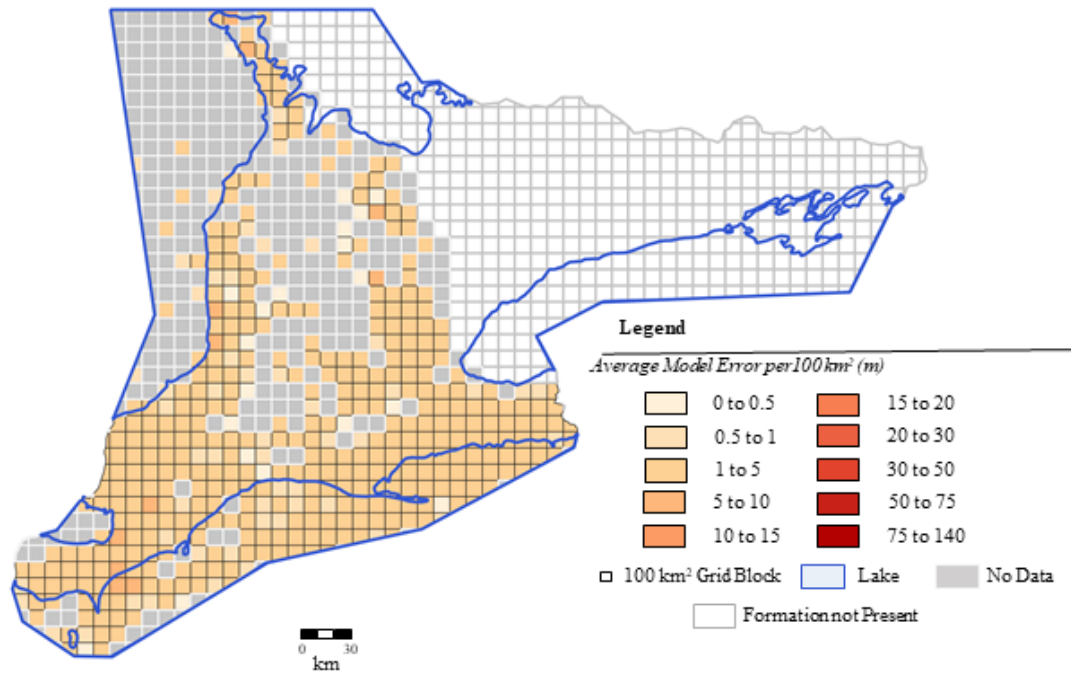 Legend
Average Model Error per100 km² (m)
0 to 0.5
0.5 to 1
1 to 5
5 to 10
10 to 15
15 to 20
20 to 30
30 to 50
50 to 75
75 to 140
100 km² Grid Block
Lake
No Data
Formation not Present
0 30
km